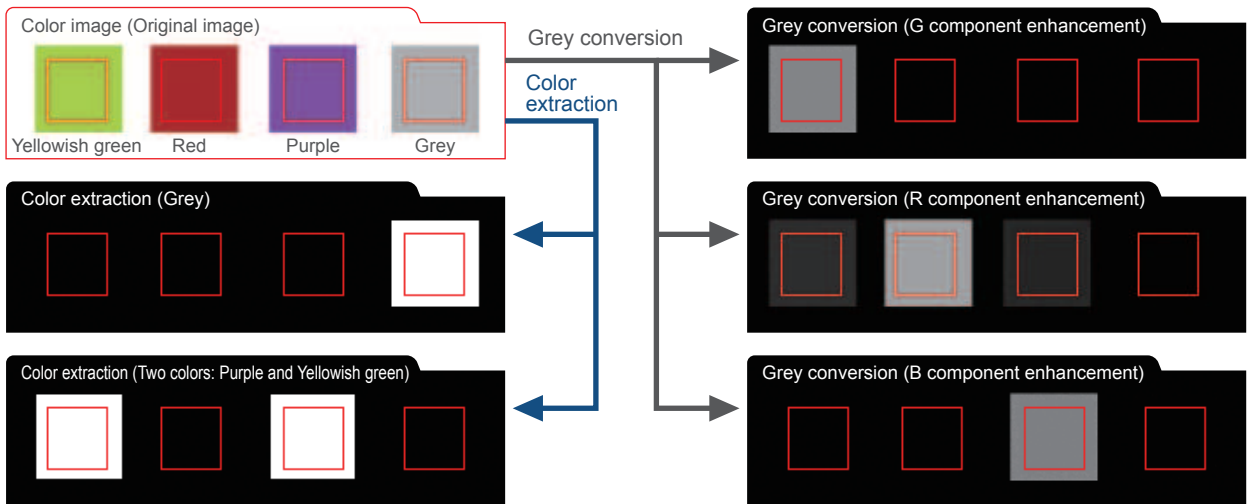 Color image (Original image)
Yellowish green
Red
Purple
Grey
Grey conversion
Color
extraction
Grey conversion (G component enhancement)
Color extraction (Grey)
Grey conversion (R component enhancement)
Color extraction (Two colors: Purple and Yellowish green)
Grey conversion (B component enhancement)